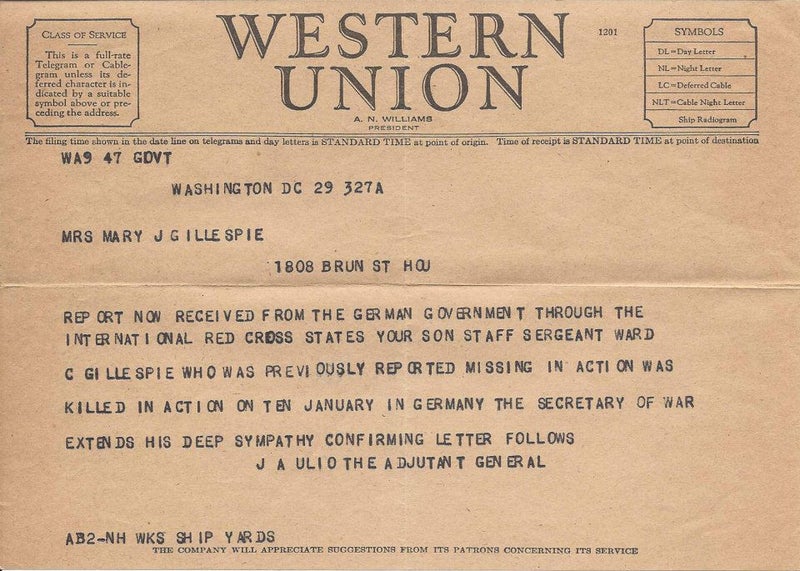 CLASS OF SERVICE
This is a full-rate
Telegram or Cable-
gram unless its de-
ferred character is in-
dicated by a suitable
symbol above or pre-
ceding the address.
WESTERN
UNION
A. N. WILLIAMS
PRESIDENT
1201
SYMBOLS
DL=Day Letter
NL=Night Letter
LC=Deferred Cable
NLT=Cable Night Letter
Ship Radiogram
The filing time shown in the date line on telegrams and day letters is STANDARD TIME at point of origin. Time of receipt is STANDARD TIME at point of destination
WA9 47 GOVT
WASHINGTON DC 29 327A
MRS MARY J GILLESPIE
1808 BRUN ST HOU
REPORT NOW RECEIVED FROM THE GERMAN GOVERNMENT THROUGH THE
INTERNATIONAL RED CROSS STATES YOUR SON STAFF SERGEANT WARD
C GILLESPIE WHO WAS PREVIOUSLY REPORTED MISSING IN ACTION WAS
KILLED IN ACTION ON TEN JANUARY IN GERMANY THE SECRETARY OF WAR
EXTENDS HIS DEEP SYMPATHY CONFIRMING LETTER FOLLOWS
J A ULIO THE ADJUTANT GENERAL
AB2-NH WKS SHIP YARDS
THE COMPANY WILL APPRECIATE SUGGESTIONS FROM ITS PATRONS CONCERNING ITS SERVICE